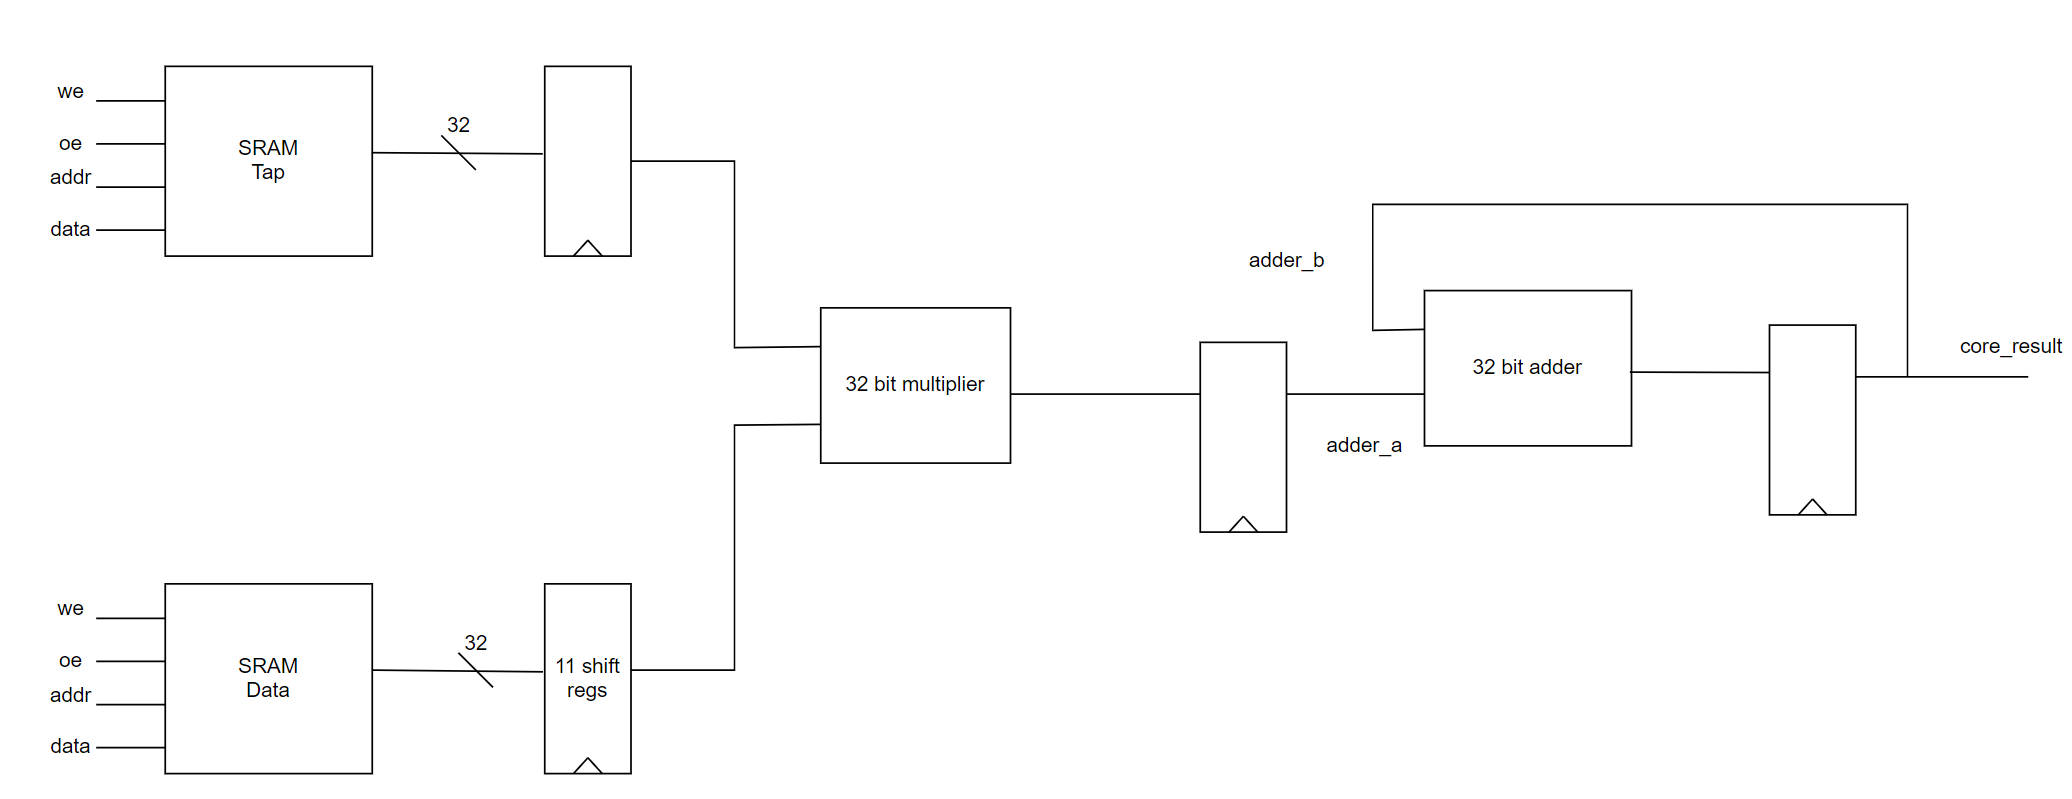 we
oe
addr
data
SRAM
Tap
32
adder_b
32 bit multiplier
32 bit adder
core_result
adder_a
we
oe
addr
data
SRAM
Data
32
11 shift
regs